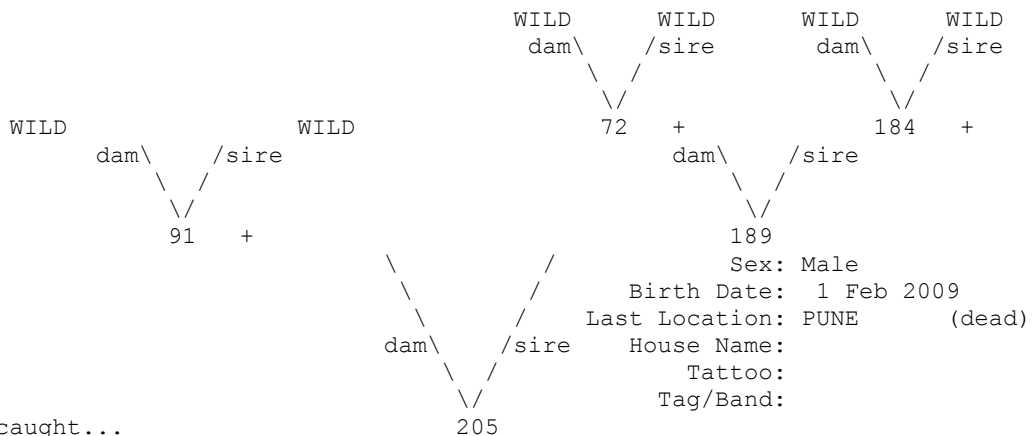 WILD WILD WILD WILD
dam\ /sire dam\ /sire
\ / \ /
\/ \/
WILD WILD 72 + 184 +
dam\ /sire dam\ /sire
\ / \ /
\/ \/
91 + 189
\ / Sex: Male
\ / Birth Date: 1 Feb 2009
\ / Last Location: PUNE (dead)
dam\ /sire House Name:
\ / Tattoo:
\/ Tag/Band:
caught... 205